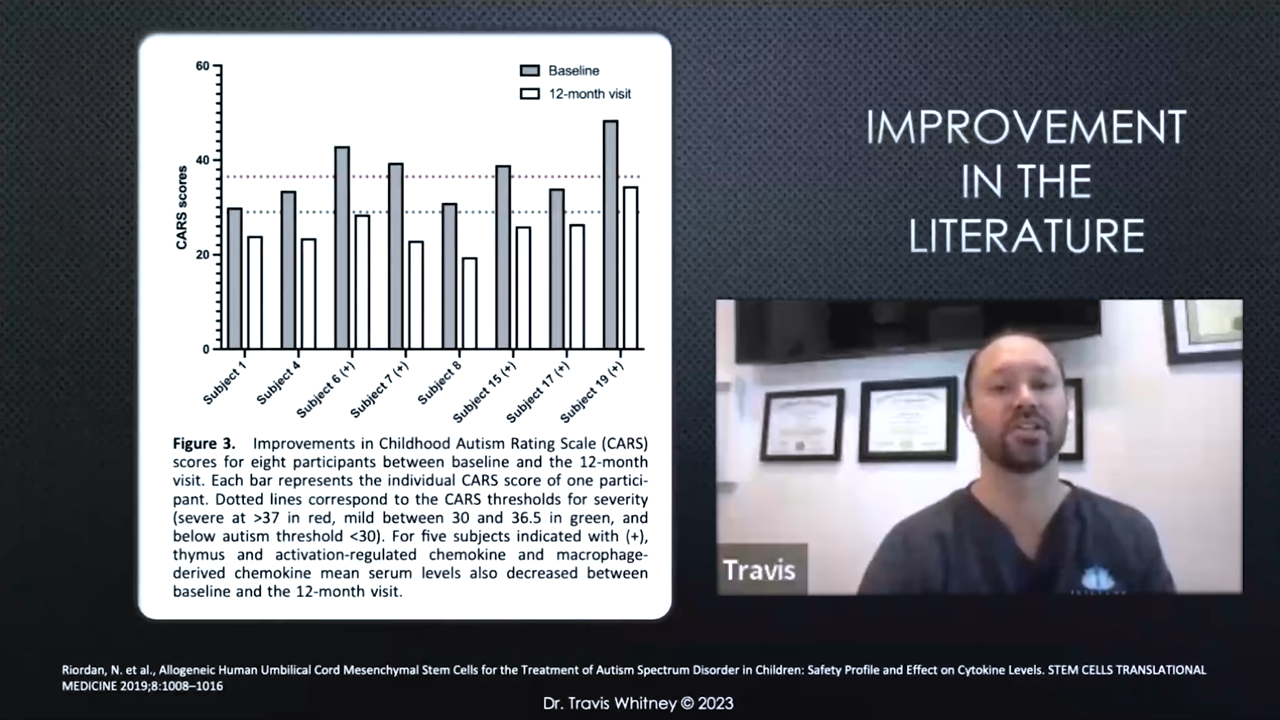 60
40
20
0
CARS scores
Baseline
12-month visit
Subject 1
Subject 4
Subject 6 (+)
Subject 7 (+)
Subject 8
Subject 15 (+)
Subject 17 (+)
Subject 19 (+)
Figure 3. Improvements in Childhood Autism Rating Scale (CARS)
scores for eight participants between baseline and the 12-month
visit. Each bar represents the individual CARS score of one partici-
pant. Dotted lines correspond to the CARS thresholds for severity
(severe at >37 in red, mild between 30 and 36.5 in green, and
below autism threshold <30). For five subjects indicated with (+),
thymus and activation-regulated chemokine and macrophage-
derived chemokine mean serum levels also decreased between
baseline and the 12-month visit.
IMPROVEMENT
IN THE
LITERATURE
Travis
Riordan, N. et al., Allogeneic Human Umbilical Cord Mesenchymal Stem Cells for the Treatment of Autism Spectrum Disorder in Children: Safety Profile and Effect on Cytokine Levels. STEM CELLS TRANSLATIONAL
MEDICINE 2019;8:1008–1016
Dr. Travis Whitney © 2023